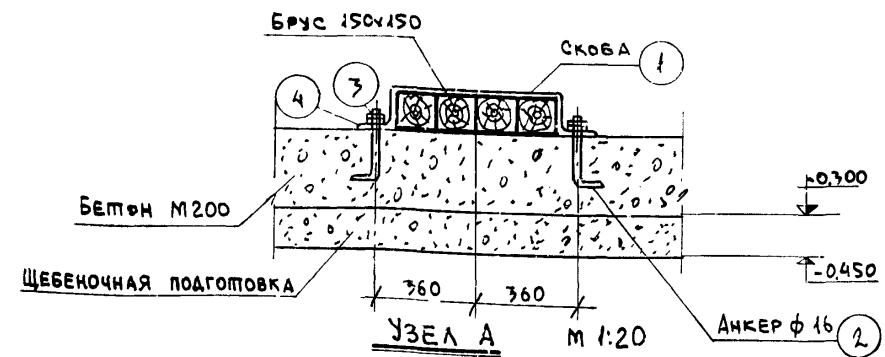 Брус 150х150
Скоба 1
3
4
-0,300
Бетон М200
Щебеночная подготовка
-0,450
360 360
Анкер ф 16 2
Узел А М 1:20